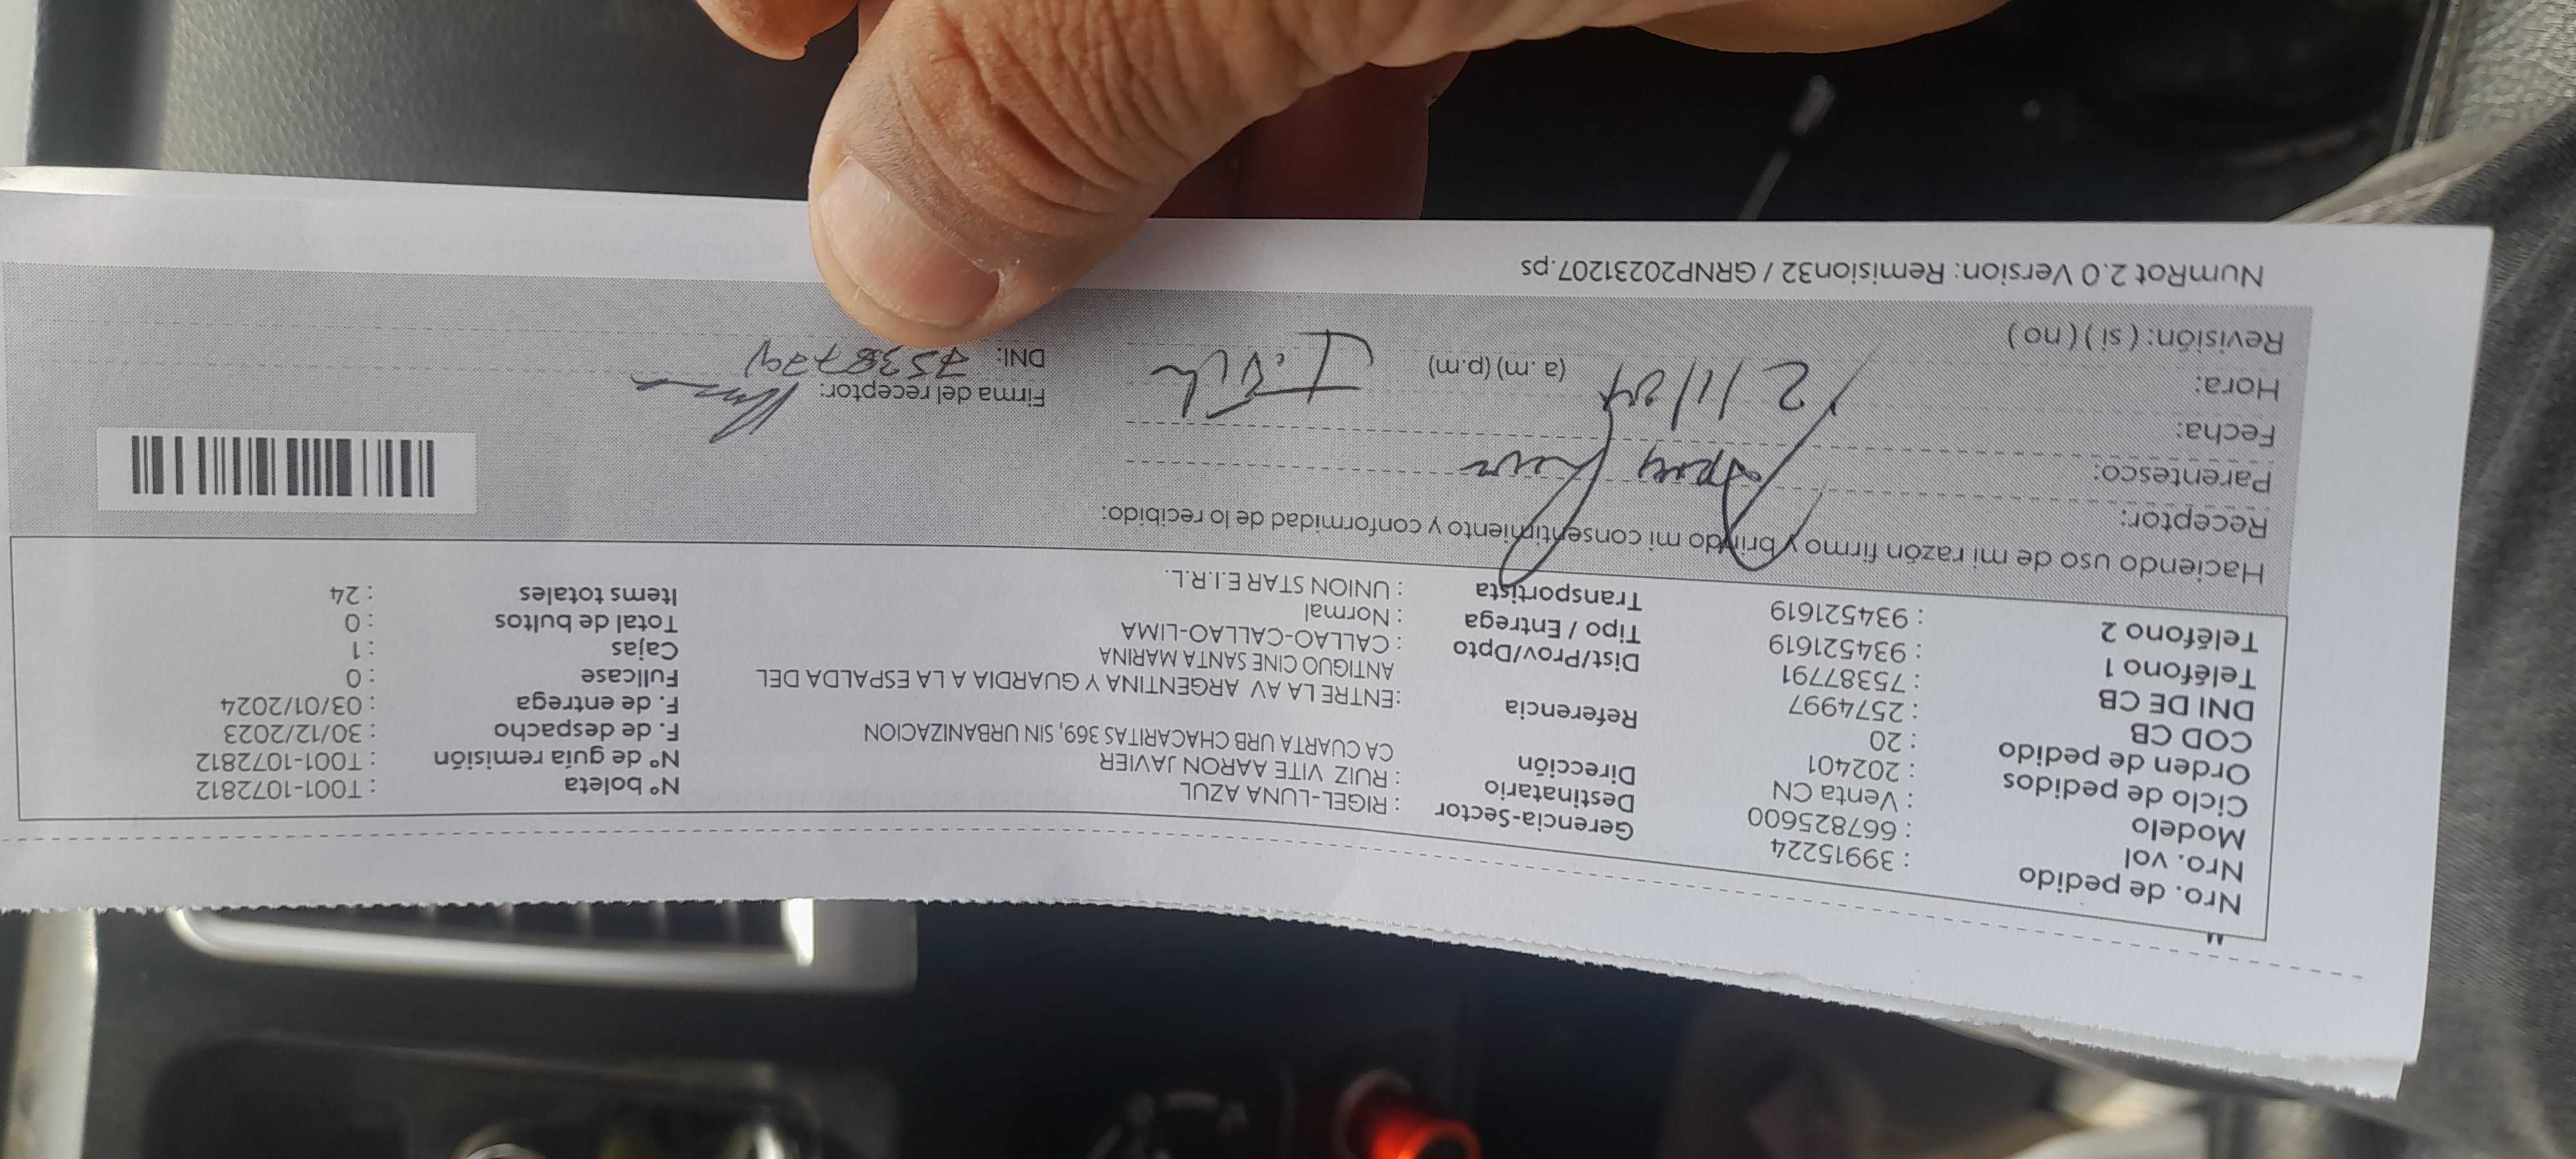 Nro. de pedido : 39915224
Nro. vol : 667825600
Modelo : Venta CN
Ciclo de pedidos : 202401
Orden de pedido : 20
COD CB : 2574997
DNI DE CB : 75387791
Teléfono 1 : 934521619
Teléfono 2 : 934521619
Gerencia-Sector : RIGEL-LUNA AZUL
Destinatario : RUIZ VITE AARON JAVIER
Dirección CA CUARTA URB CHACARITAS 369, SIN URBANIZACION
Referencia :ENTRE LA AV ARGENTINA Y GUARDIA A LA ESPALDA DEL
ANTIGUO CINE SANTA MARINA
Dist/Prov/Dpto : CALLAO-CALLAO-LIMA
Tipo / Entrega : Normal
Transportista : UNION STAR E.I.R.L.
N° boleta : T001-1072812
N° de guía remisión : T001-1072812
F. de despacho : 30/12/2023
F. de entrega : 03/01/2024
Fullcase : 0
Cajas : 1
Total de bultos : 0
Items totales : 24
Haciendo uso de mi razón firmo y brindo mi consentimiento y conformidad de lo recibido:
Receptor:
Parentesco:
Fecha: 2/1/24
Hora: (a.m) (p.m)
Revisión: ( si ) ( no )
Firma del receptor:
DNI:
NumRot 2.0 Version: Remision32 / GRNP20231207.ps